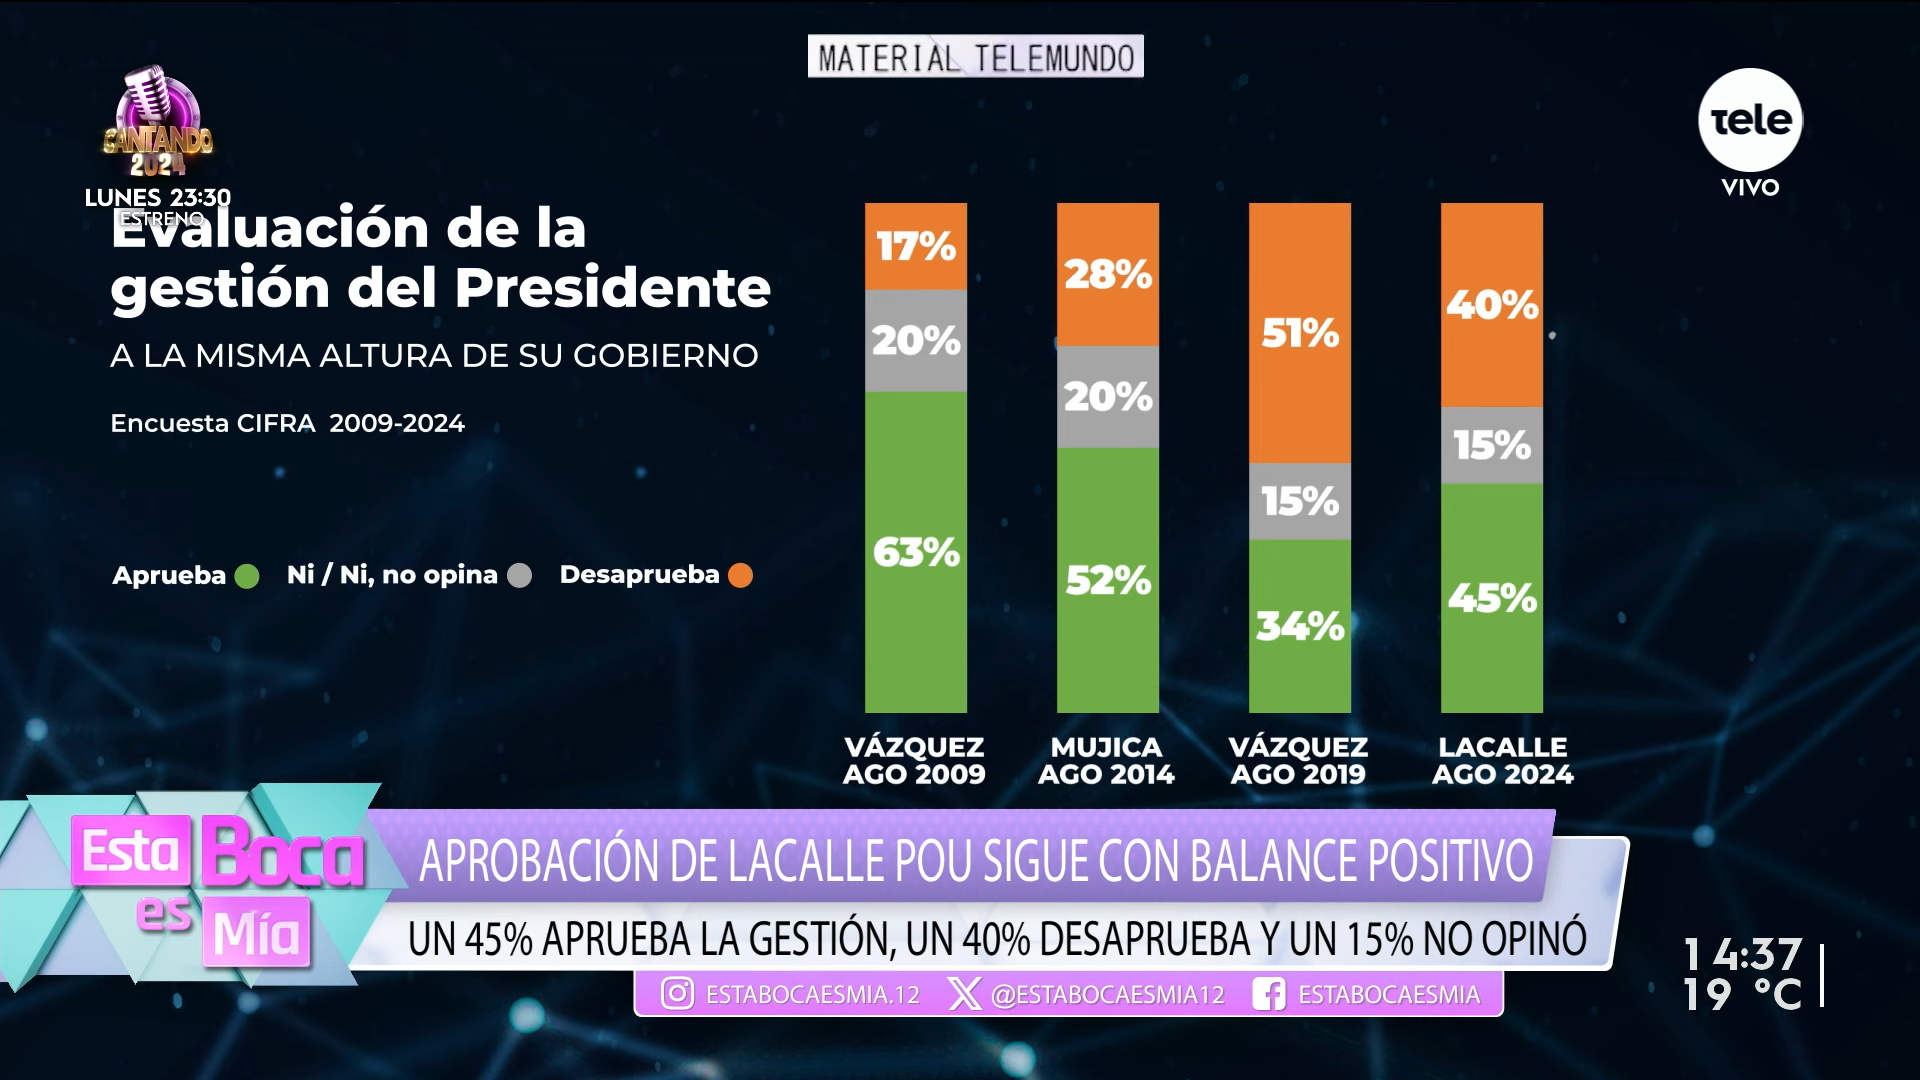 MATERIAL TELEMUNDO
CANTANDO
2024
LUNES 23:30
ESTRENO
tele
VIVO
Evaluación de la
gestión del Presidente
A LA MISMA ALTURA DE SU GOBIERNO
Encuesta CIFRA 2009-2024
Aprueba Ni / Ni, no opina Desaprueba
17% 28% 51% 40%
20% 20% 15% 15%
63% 52% 34% 45%
VÁZQUEZ MUJICA VÁZQUEZ LACALLE
AGO 2009 AGO 2014 AGO 2019 AGO 2024
Esta Boca
es Mía
APROBACIÓN DE LACALLE POU SIGUE CON BALANCE POSITIVO
UN 45% APRUEBA LA GESTIÓN, UN 40% DESAPRUEBA Y UN 15% NO OPINÓ
ESTABOCAESMIA.12 @ESTABOCAESMIA12 ESTABOCAESMIA
14:37
19 °C